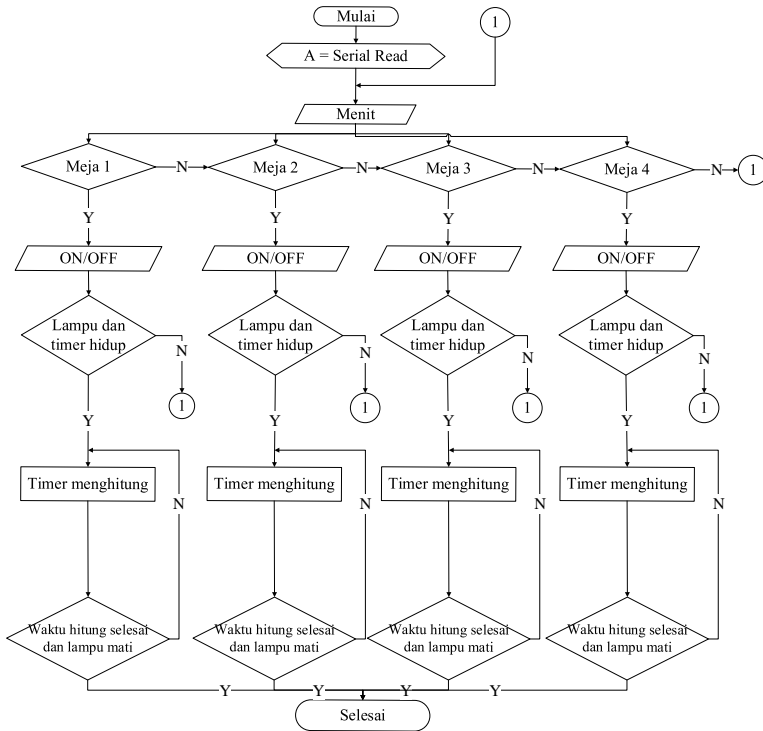 Mulai
1
A = Serial Read
Menit
Meja 1
N
Meja 2
N
Meja 3
N
Meja 4
N
1
Y
Y
Y
Y
ON/OFF
ON/OFF
ON/OFF
ON/OFF
Lampu dan
timer hidup
N
Lampu dan
timer hidup
N
Lampu dan
timer hidup
N
Lampu dan
timer hidup
N
1
1
1
1
Y
Y
Y
Y
Timer menghitung
N
Timer menghitung
N
Timer menghitung
N
Timer menghitung
N
Waktu hitung selesai
dan lampu mati
Waktu hitung selesai
dan lampu mati
Waktu hitung selesai
dan lampu mati
Waktu hitung selesai
dan lampu mati
Y
Y
Y
Y
Selesai